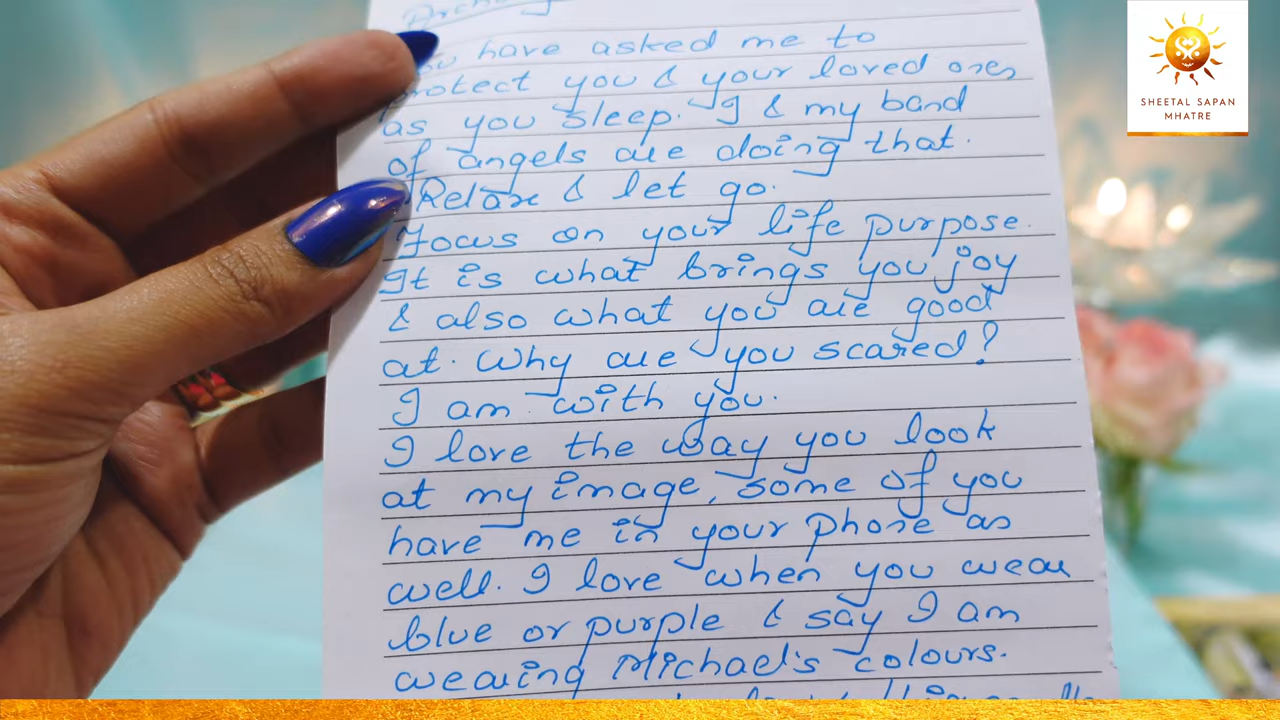 have asked me to
protect you & your loved ones
as you sleep. I & my band
of angels are doing that.
Relax & let go.
Focus on your life purpose.
It is what brings you joy
& also what you are good
at. Why are you scared?
I am with you.
I love the way you look
at my image, some of you
have me in your phone as
well. I love when you wear
blue or purple & say I am
wearing Michael's colours.
SHEETAL SAPAN
MHATRE